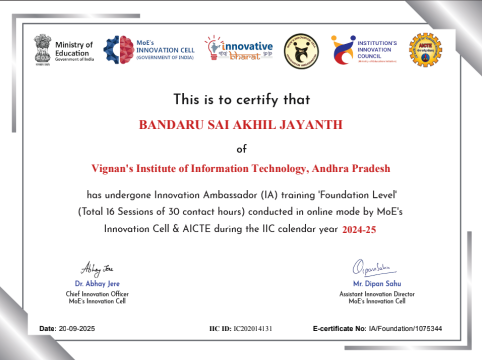 Ministry of
Education
Government of India
MoE's
INNOVATION CELL
(GOVERNMENT OF INDIA)
innovative
bharat
INSTITUTION'S
INNOVATION
COUNCIL
AICTE
This is to certify that
BANDARU SAI AKHIL JAYANTH
of
Vignan's Institute of Information Technology, Andhra Pradesh
has undergone Innovation Ambassador (IA) training 'Foundation Level'
(Total 16 Sessions of 30 contact hours) conducted in online mode by MoE's
Innovation Cell & AICTE during the IIC calendar year 2024-25
Abhay Jere
Dr. Abhay Jere
Chief Innovation Officer
MoE's Innovation Cell
Mr. Dipan Sahu
Assistant Innovation Director
MoE's Innovation Cell
Date: 20-09-2025
IIC ID: IC202014131
E-certificate No: IA/Foundation/1075344